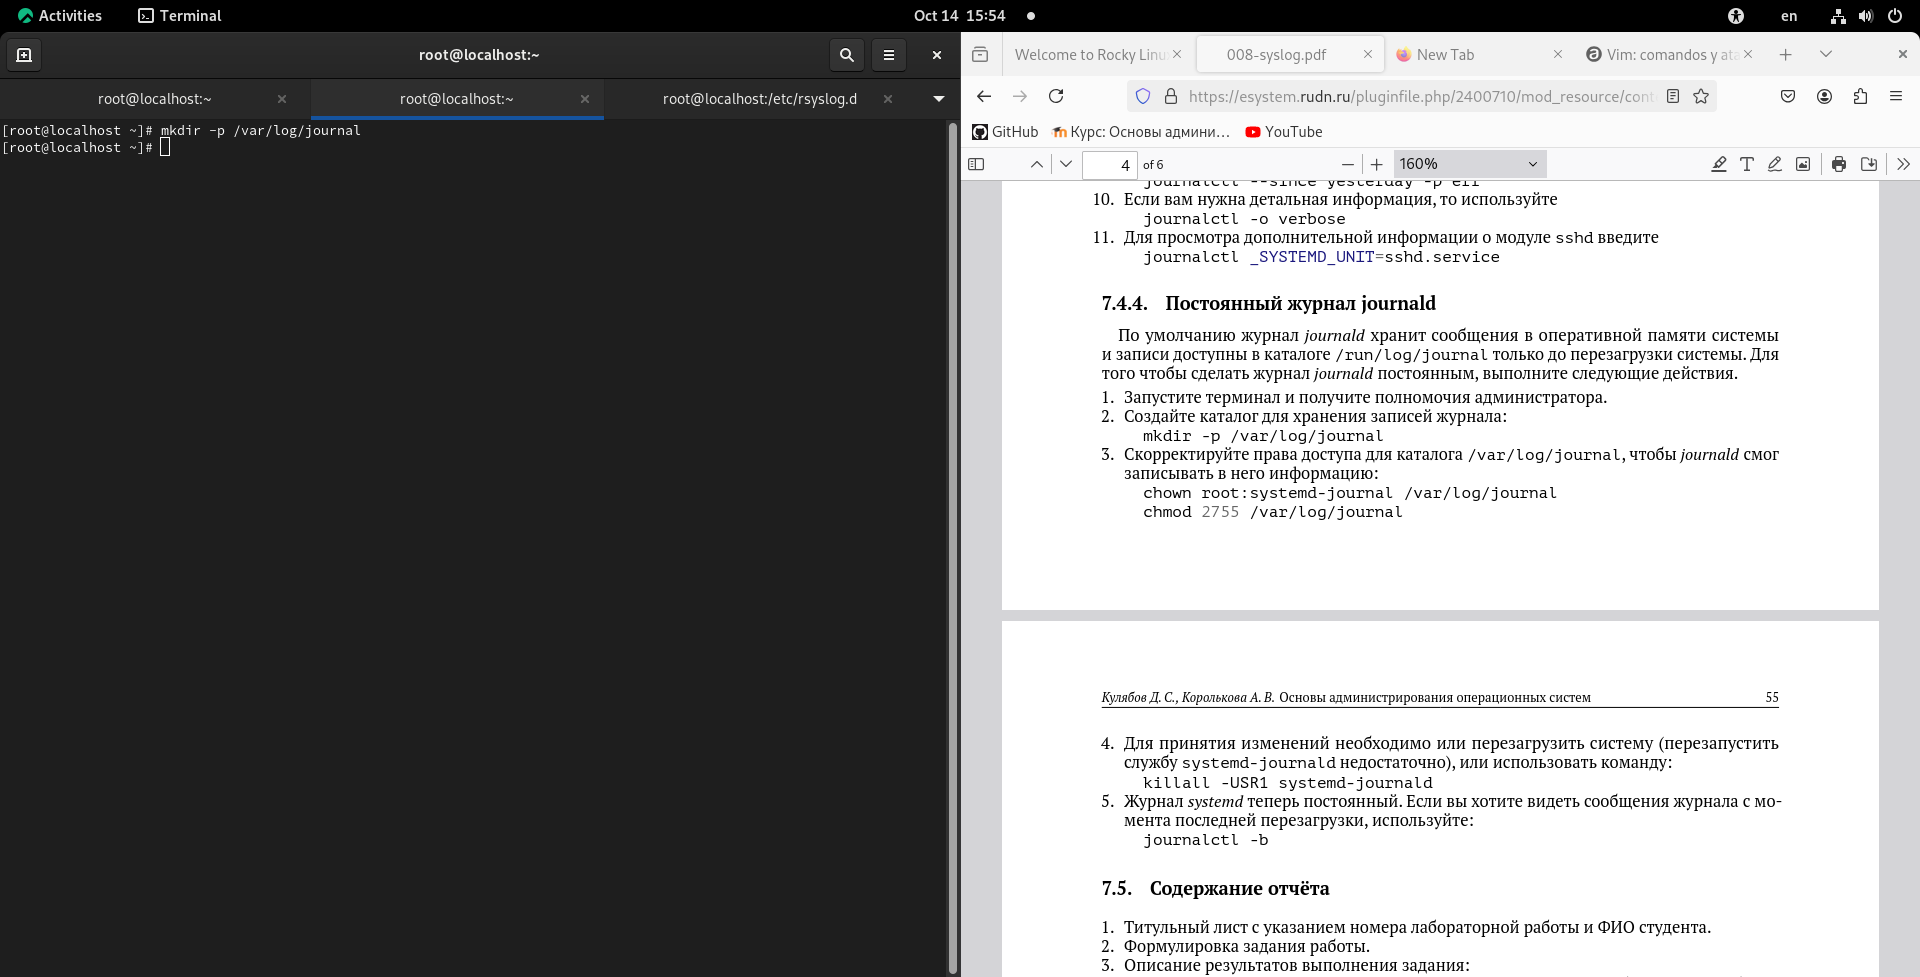 Activities
Terminal
Oct 14 15:54
en
root@localhost:~
root@localhost:~
root@localhost:~
root@localhost:/etc/rsyslog.d
[root@localhost ~]# mkdir -p /var/log/journal
[root@localhost ~]#
Welcome to Rocky Linu
008-syslog.pdf
New Tab
Vim: comandos y ata
https://esystem.rudn.ru/pluginfile.php/2400710/mod_resource/cont
GitHub
Курс: Основы админи…
YouTube
4 of 6
160%
journalctl --since yesterday -p err
10. Если вам нужна детальная информация, то используйте
journalctl -o verbose
11. Для просмотра дополнительной информации о модуле sshd введите
journalctl _SYSTEMD_UNIT=sshd.service
7.4.4. Постоянный журнал journald
По умолчанию журнал journald хранит сообщения в оперативной памяти системы
и записи доступны в каталоге /run/log/journal только до перезагрузки системы. Для
того чтобы сделать журнал journald постоянным, выполните следующие действия.
1. Запустите терминал и получите полномочия администратора.
2. Создайте каталог для хранения записей журнала:
mkdir -p /var/log/journal
3. Скорректируйте права доступа для каталога /var/log/journal, чтобы journald смог
записывать в него информацию:
chown root:systemd-journal /var/log/journal
chmod 2755 /var/log/journal
Кулябов Д. С., Королькова А. В. Основы администрирования операционных систем 55
4. Для принятия изменений необходимо или перезагрузить систему (перезапустить
службу systemd-journald недостаточно), или использовать команду:
killall -USR1 systemd-journald
5. Журнал systemd теперь постоянный. Если вы хотите видеть сообщения журнала с мо-
мента последней перезагрузки, используйте:
journalctl -b
7.5. Содержание отчёта
1. Титульный лист с указанием номера лабораторной работы и ФИО студента.
2. Формулировка задания работы.
3. Описание результатов выполнения задания: